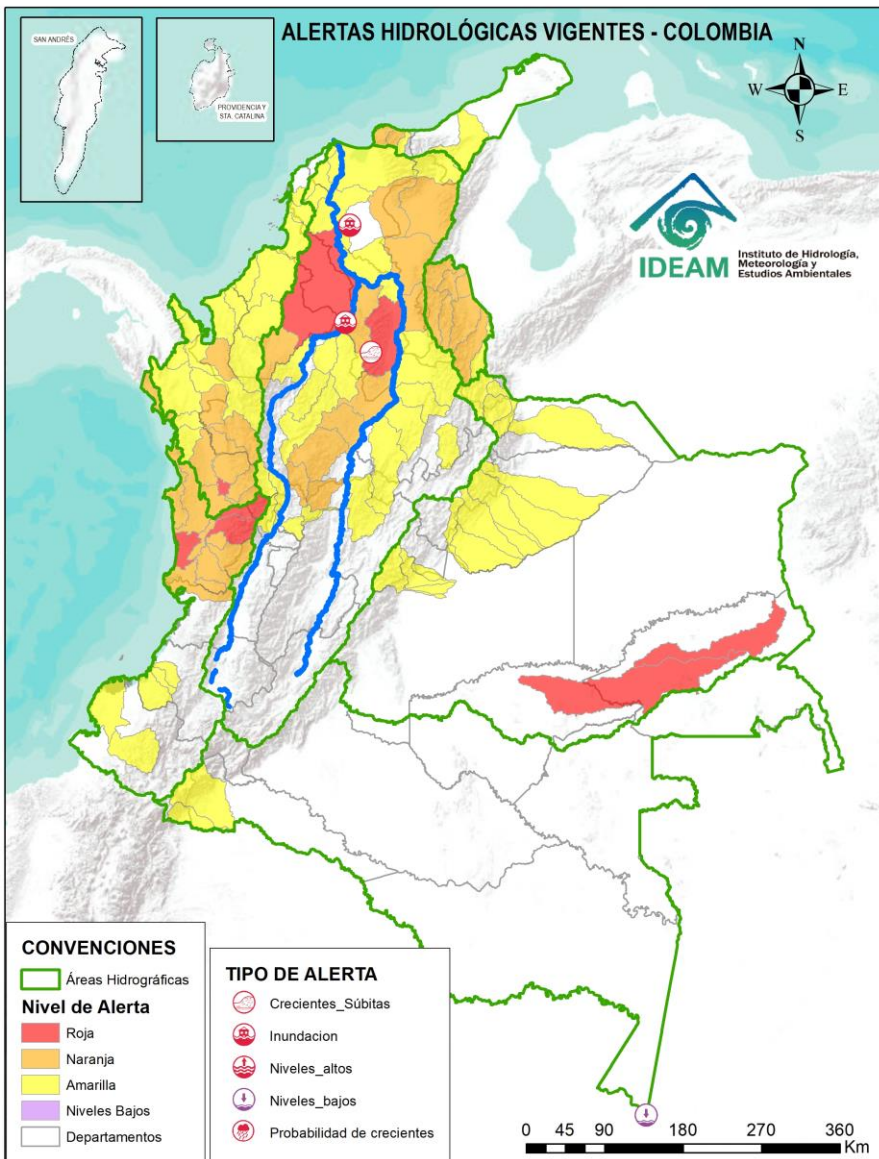 ALERTAS HIDROLÓGICAS VIGENTES - COLOMBIA
SAN ANDRÉS
PROVIDENCIA Y
STA. CATALINA
N
W
E
S
IDEAM
Instituto de Hidrología,
Meteorología y
Estudios Ambientales
CONVENCIONES
Áreas Hidrográficas
Nivel de Alerta
Roja
Naranja
Amarilla
Niveles Bajos
Departamentos
TIPO DE ALERTA
Crecientes_Súbitas
Inundacion
Niveles_altos
Niveles_bajos
Probabilidad de crecientes
0 45 90 180 270 360
Km